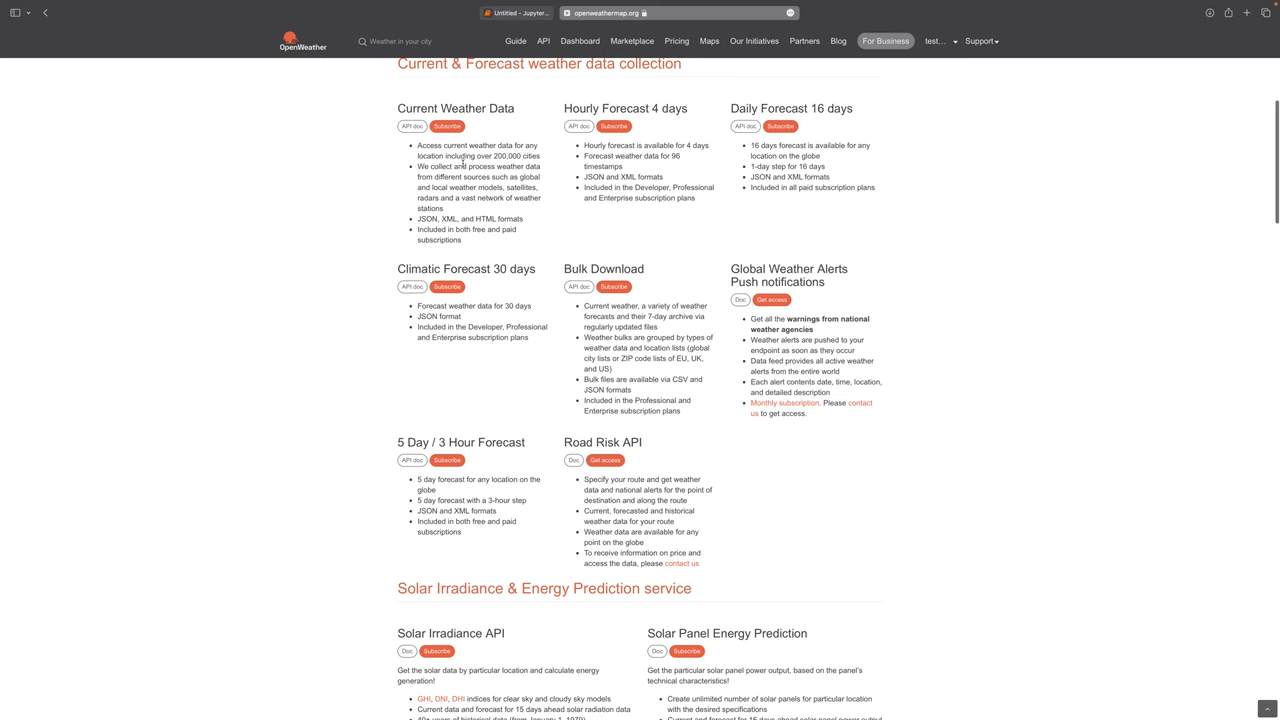 Untitled - Jupyter...
openweathermap.org
OpenWeather
Weather in your city
Guide
API
Dashboard
Marketplace
Pricing
Maps
Our Initiatives
Partners
Blog
For Business
test...
Support
Current & Forecast weather data collection
Current Weather Data
API doc
Subscribe
Access current weather data for any
location including over 200,000 cities
We collect and process weather data
from different sources such as global
and local weather models, satellites,
radars and a vast network of weather
stations
JSON, XML, and HTML formats
Included in both free and paid
subscriptions
Hourly Forecast 4 days
API doc
Subscribe
Hourly forecast is available for 4 days
Forecast weather data for 96
timestamps
JSON and XML formats
Included in the Developer, Professional
and Enterprise subscription plans
Daily Forecast 16 days
API doc
Subscribe
16 days forecast is available for any
location on the globe
1-day step for 16 days
JSON and XML formats
Included in all paid subscription plans
Climatic Forecast 30 days
API doc
Subscribe
Forecast weather data for 30 days
JSON format
Included in the Developer, Professional
and Enterprise subscription plans
Bulk Download
API doc
Subscribe
Current weather, a variety of weather
forecasts and their 7-day archive via
regularly updated files
Weather bulks are grouped by types of
weather data and location lists (global
city lists or ZIP code lists of EU, UK,
and US)
Bulk files are available via CSV and
JSON formats
Included in the Professional and
Enterprise subscription plans
Global Weather Alerts
Push notifications
Doc
Get access
Get all the warnings from national
weather agencies
Weather alerts are pushed to your
endpoint as soon as they occur
Data feed provides all active weather
alerts from the entire world
Each alert contents date, time, location,
and detailed description
Monthly subscription. Please contact
us to get access.
5 Day / 3 Hour Forecast
API doc
Subscribe
5 day forecast for any location on the
globe
5 day forecast with a 3-hour step
JSON and XML formats
Included in both free and paid
subscriptions
Road Risk API
Doc
Get access
Specify your route and get weather
data and national alerts for the point of
destination and along the route
Current, forecasted and historical
weather data for your route
Weather data are available for any
point on the globe
To receive information on price and
access the data, please contact us
Solar Irradiance & Energy Prediction service
Solar Irradiance API
Doc
Subscribe
Get the solar data by particular location and calculate energy
generation!
GHI, DNI, DHI indices for clear sky and cloudy sky models
Current data and forecast for 15 days ahead solar radiation data
40+ years of historical data (from January 1, 1979)
Solar Panel Energy Prediction
Doc
Subscribe
Get the particular solar panel power output, based on the panel's
technical characteristics!
Create unlimited number of solar panels for particular location
with the desired specifications
Current and forecast for 15 days ahead solar panel power output